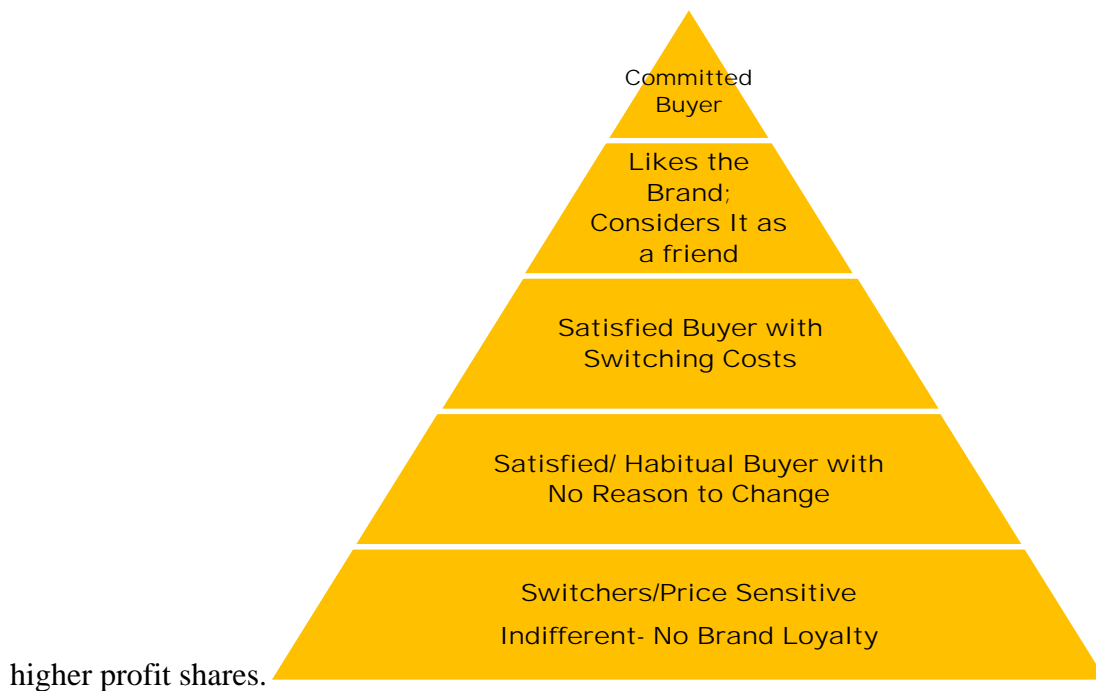 Committed
Buyer
Likes the
Brand;
Considers It as
a friend
Satisfied Buyer with
Switching Costs
Satisfied/ Habitual Buyer with
No Reason to Change
Switchers/Price Sensitive
Indifferent- No Brand Loyalty
higher profit shares.